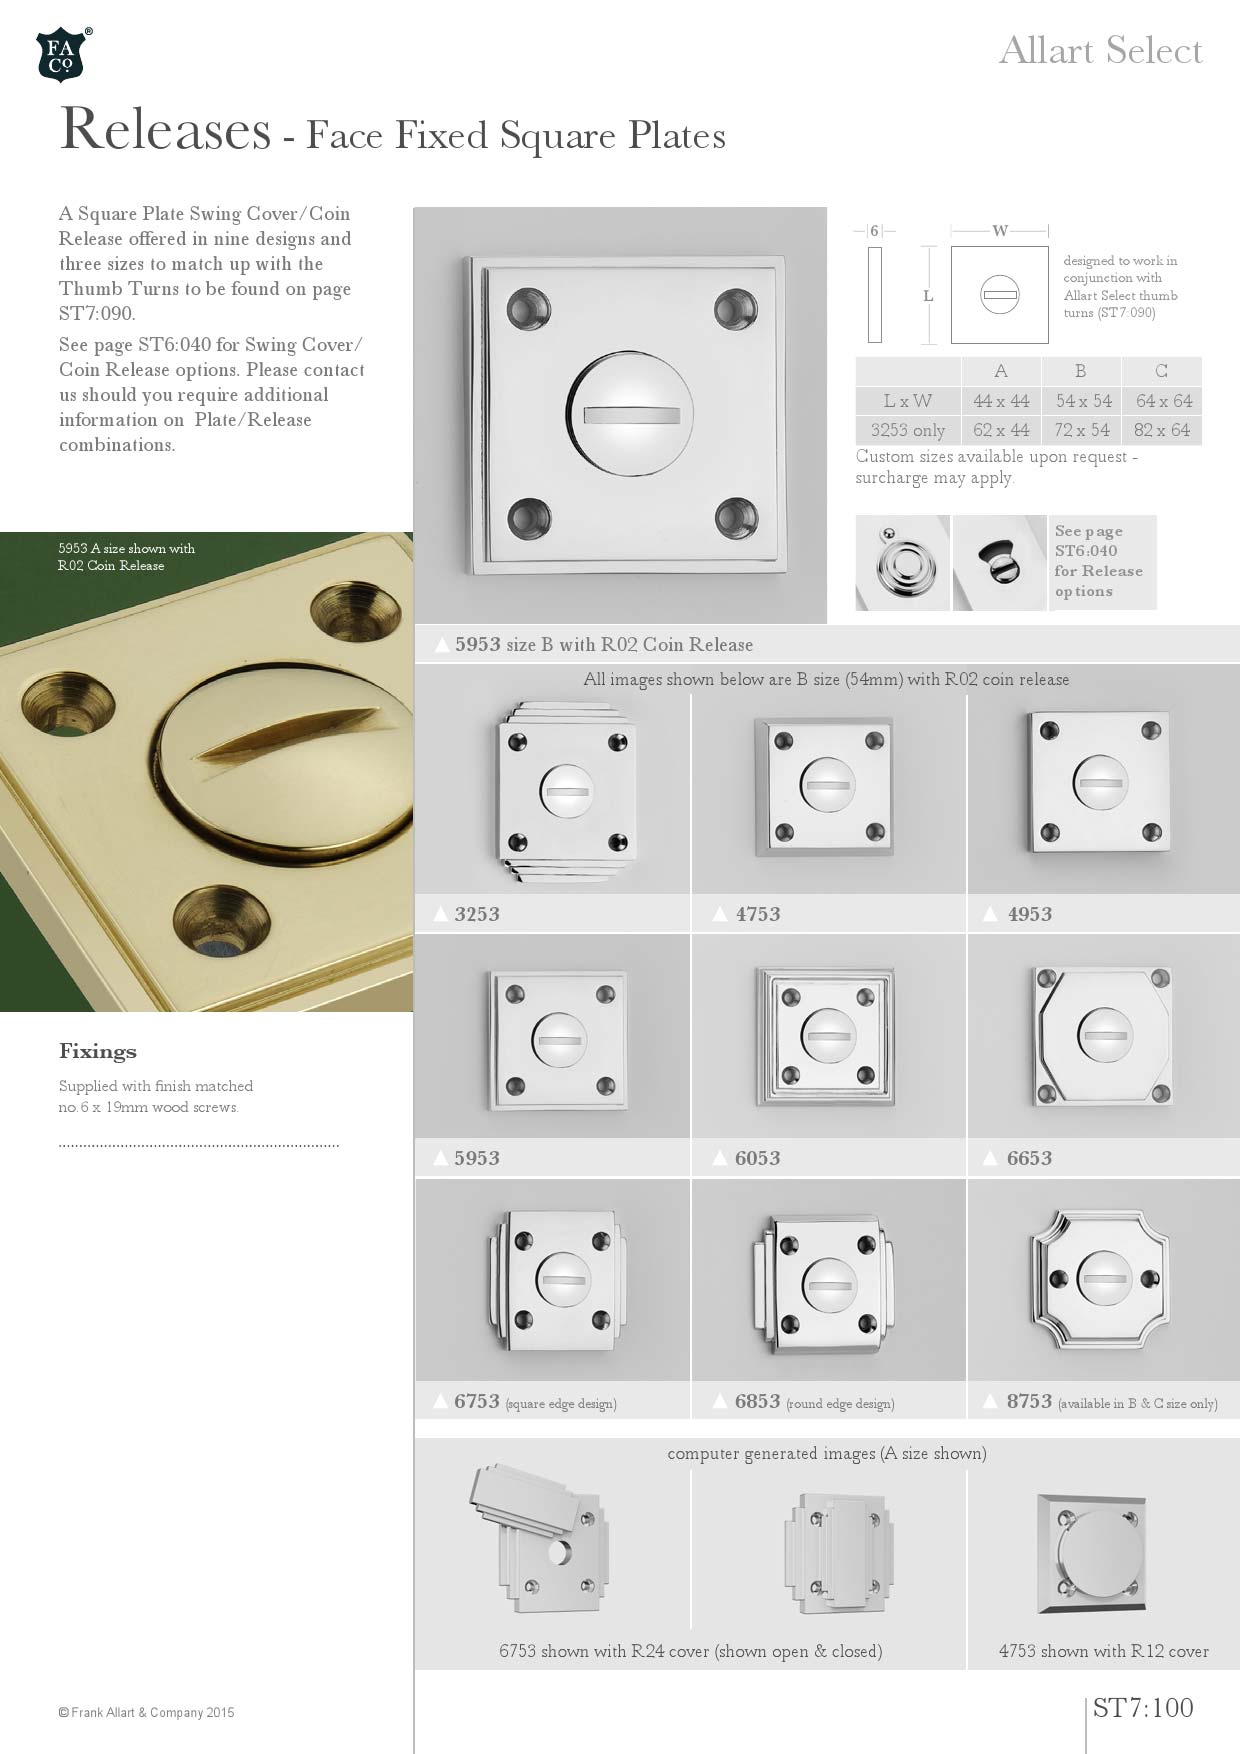 FA
Co.
®
Allart Select
Releases - Face Fixed Square Plates
A Square Plate Swing Cover/Coin
Release offered in nine designs and
three sizes to match up with the
Thumb Turns to be found on page
ST7:090.
See page ST6:040 for Swing Cover/
Coin Release options. Please contact
us should you require additional
information on Plate/Release
combinations.
6
W
L
designed to work in
conjunction with
Allart Select thumb
turns (ST7:090)
A B C
L x W 44 x 44 54 x 54 64 x 64
3253 only 62 x 44 72 x 54 82 x 64
Custom sizes available upon request -
surcharge may apply.
See page
ST6:040
for Release
options
5953 A size shown with
R02 Coin Release
5953 size B with R02 Coin Release
All images shown below are B size (54mm) with R02 coin release
3253
4753
4953
5953
6053
6653
6753 (square edge design)
6853 (round edge design)
8753 (available in B & C size only)
Fixings
Supplied with finish matched
no.6 x 19mm wood screws.
computer generated images (A size shown)
6753 shown with R24 cover (shown open & closed)
4753 shown with R12 cover
© Frank Allart & Company 2015
ST7:100